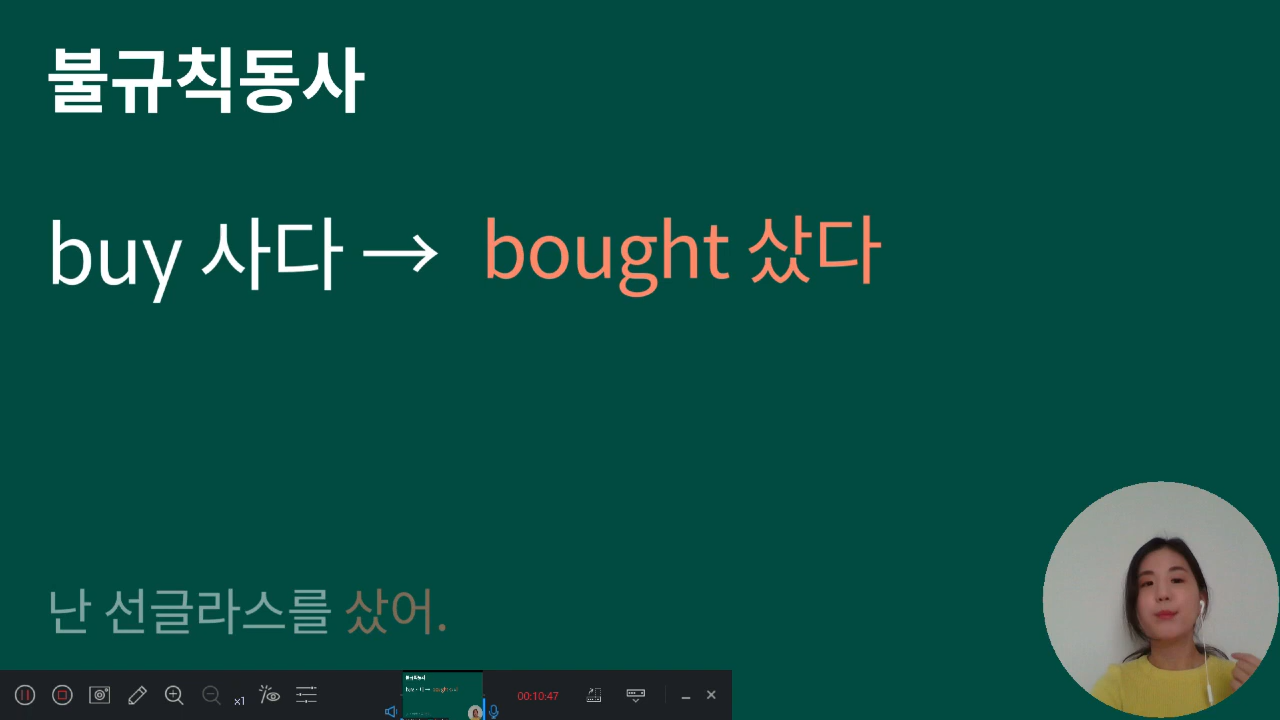 불규칙동사
buy 사다 → bought 샀다
난 선글라스를 샀어.
x1
00:10:47